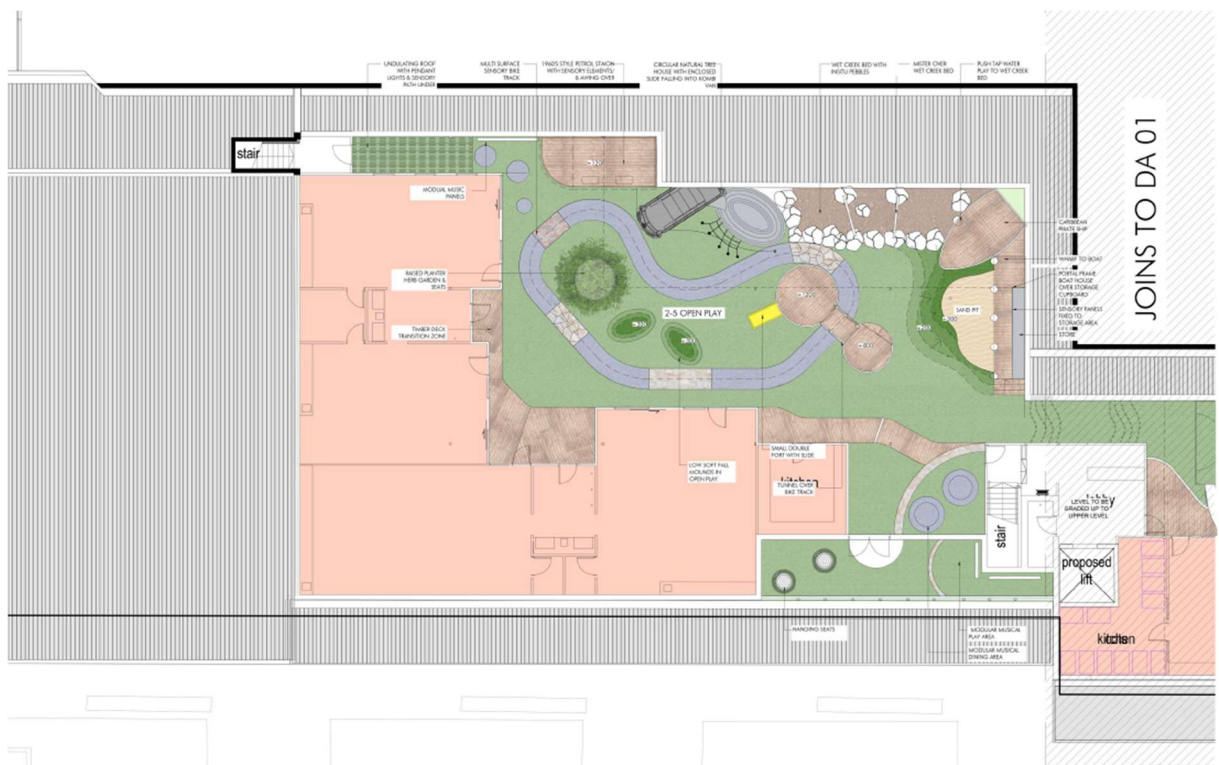 UNDULATING ROOF
WITH PENDANT
LIGHTS & SENSORY
PATH UNDER
MULTI SURFACE
SENSORY BIKE
TRACK
1960'S STYLE PETROL STAION
WITH SENSORY ELEMENTS/
& AWING OVER
CIRCULAR NATURAL TREE
HOUSE WITH ENCLOSED
SLIDE FALLING INTO KOMBI
VAN
WET CREEK BED WITH
INSITU PEBBLES
MISTER OVER
WET CREEK BED
PUSH TAP WATER
PLAY TO WET CREEK
BED
JOINS TO DA 01
stair
MODUAL MUSIC
PANELS
CARIBBEAN
PIRATE SHIP
WHARF TO BOAT
PORTAL FRAME
BOAT HOUSE
OVER STORAGE
CUPBOARD
SENSORY PANELS
FIXED TO
STORAGE AREA
STORE
RAISED PLANTER
HERB GARDEN &
SEATS
SAND PIT
2-5 OPEN PLAY
TIMBER DECK
TRANSITION ZONE
SMALL DOUBLE
FORT WITH SLIDE
LOW SOFT FALL
MOUNDS IN
OPEN PLAY
kitchen
TUNNEL OVER
BIKE TRACK
LEVEL TO BE
GRADED UP TO
UPPER LEVEL
stair
proposed
lift
HANGING SEATS
MODULAR MUSICAL
PLAY AREA
MODULAR MUSICAL
DINING AREA